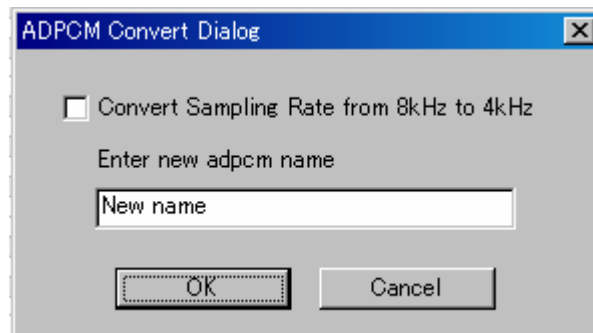 ADPCM Convert Dialog
Convert Sampling Rate from 8kHz to 4kHz
Enter new adpcm name
New name
OK Cancel